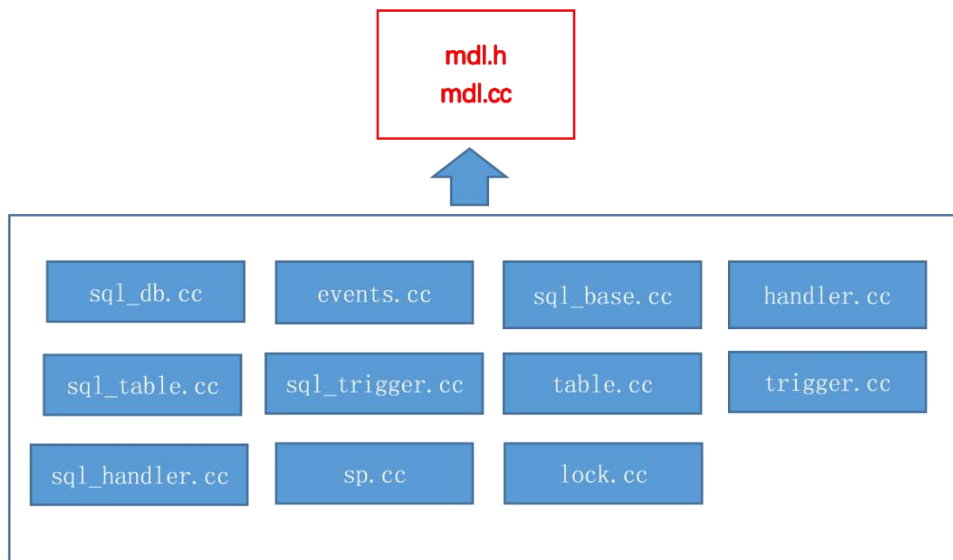 mdl.h
mdl.cc
sql_db.cc
events.cc
sql_base.cc
handler.cc
sql_table.cc
sql_trigger.cc
table.cc
trigger.cc
sql_handler.cc
sp.cc
lock.cc